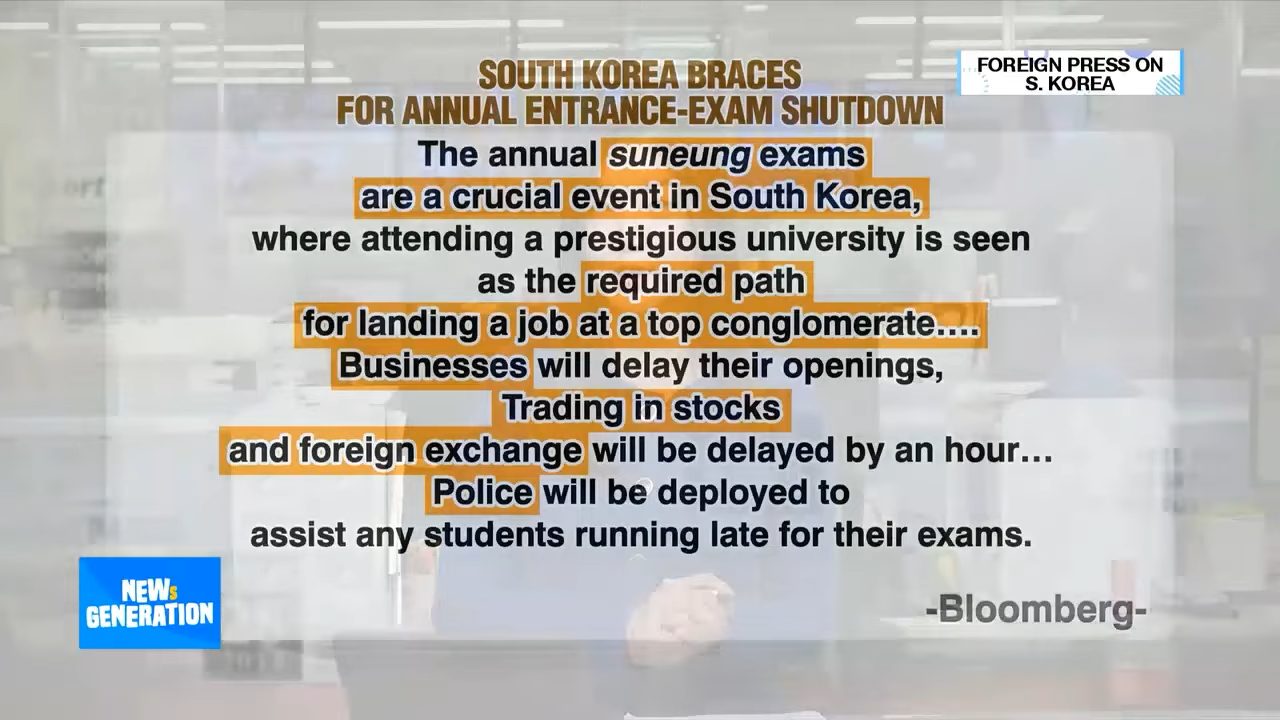 FOREIGN PRESS ON
S. KOREA
SOUTH KOREA BRACES
FOR ANNUAL ENTRANCE-EXAM SHUTDOWN
The annual suneung exams
are a crucial event in South Korea,
where attending a prestigious university is seen
as the required path
for landing a job at a top conglomerate....
Businesses will delay their openings,
Trading in stocks
and foreign exchange will be delayed by an hour...
Police will be deployed to
assist any students running late for their exams.
-Bloomberg-
NEWs
GENERATION